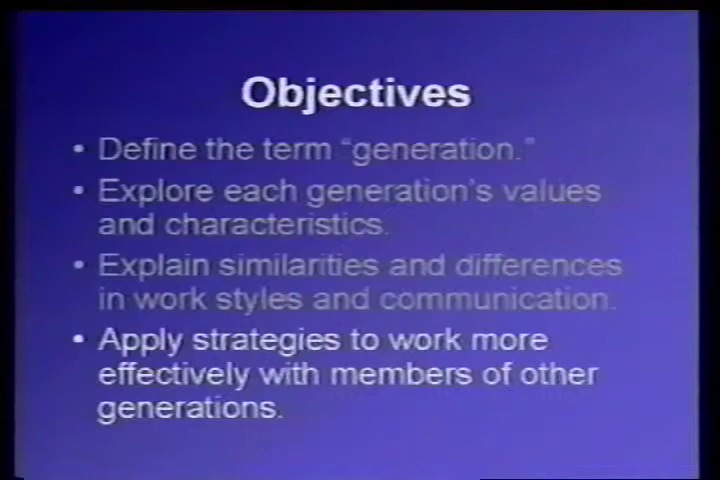 Objectives
• Define the term “generation.”
• Explore each generation’s values
and characteristics.
• Explain similarities and differences
in work styles and communication.
• Apply strategies to work more
effectively with members of other
generations.